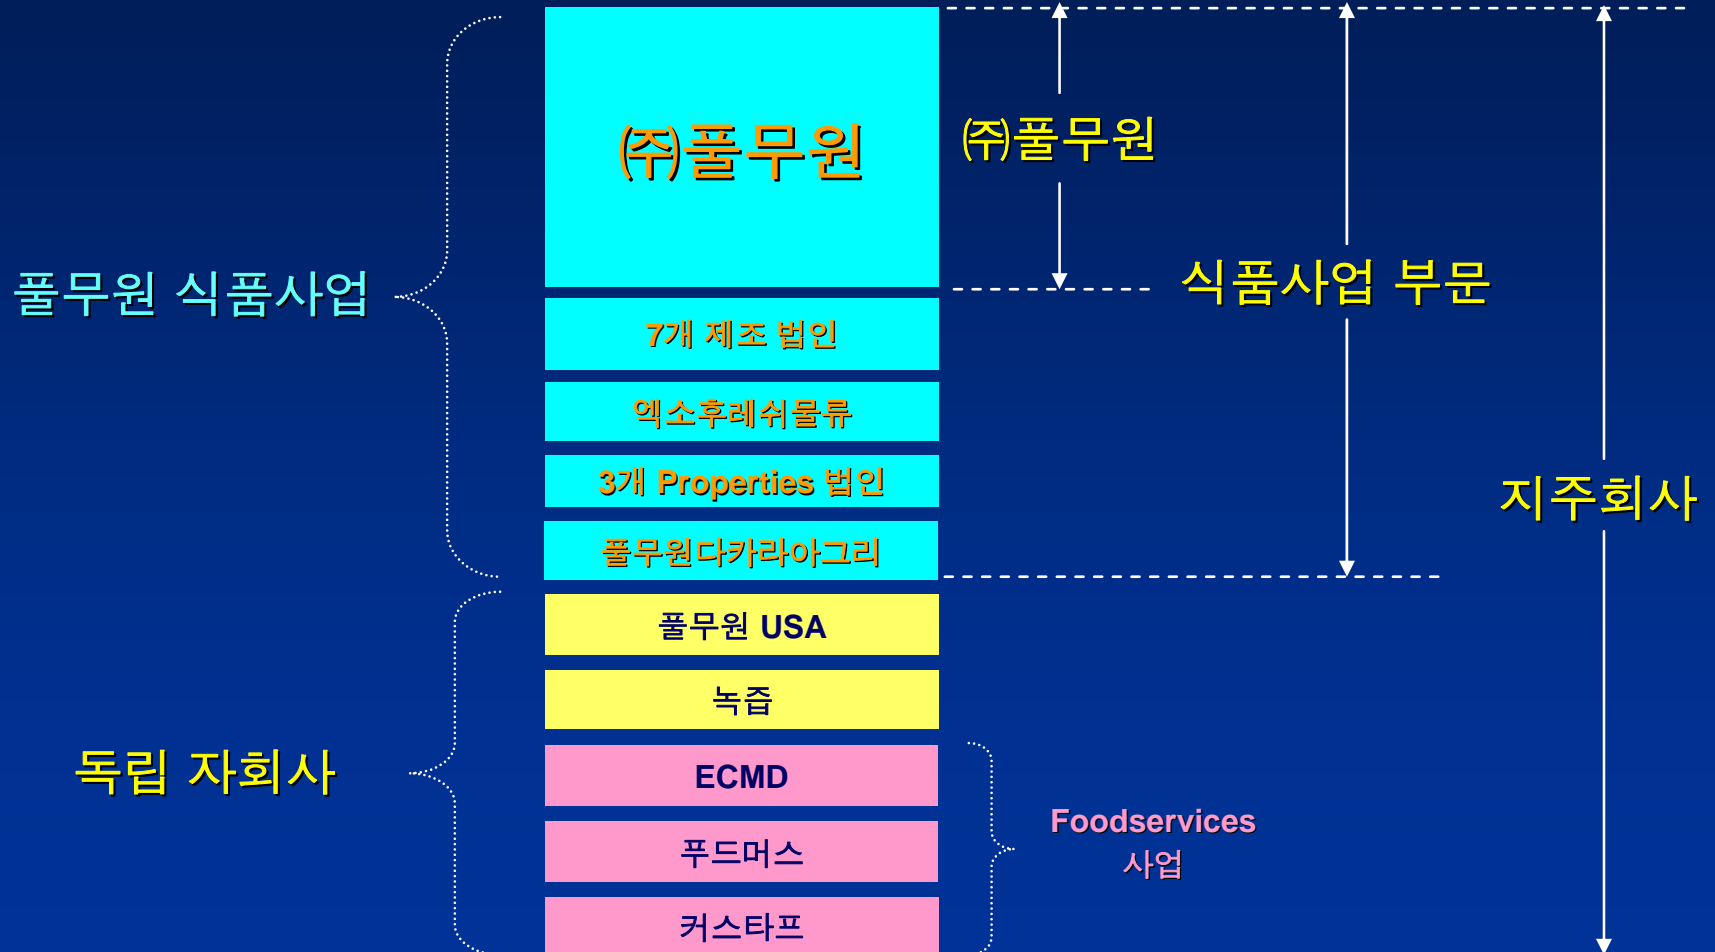 ㈜풀무원
㈜풀무원
식품사업 부문
풀무원 식품사업
7개 제조 법인
엑소후레쉬물류
3개 Properties 법인
지주회사
풀무원다카라아그리
풀무원 USA
녹즙
독립 자회사
ECMD
Foodservices
사업
푸드머스
커스타프